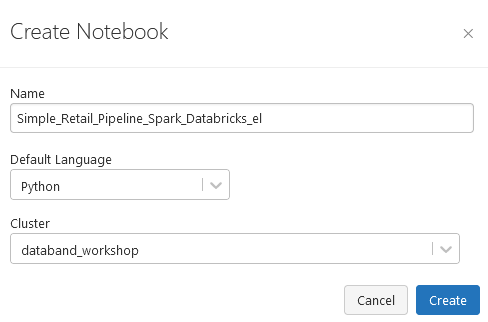 Create Notebook
Name
Simple_Retail_Pipeline_Spark_Databricks_el
Default Language
Python
Cluster
databand_workshop
Cancel Create